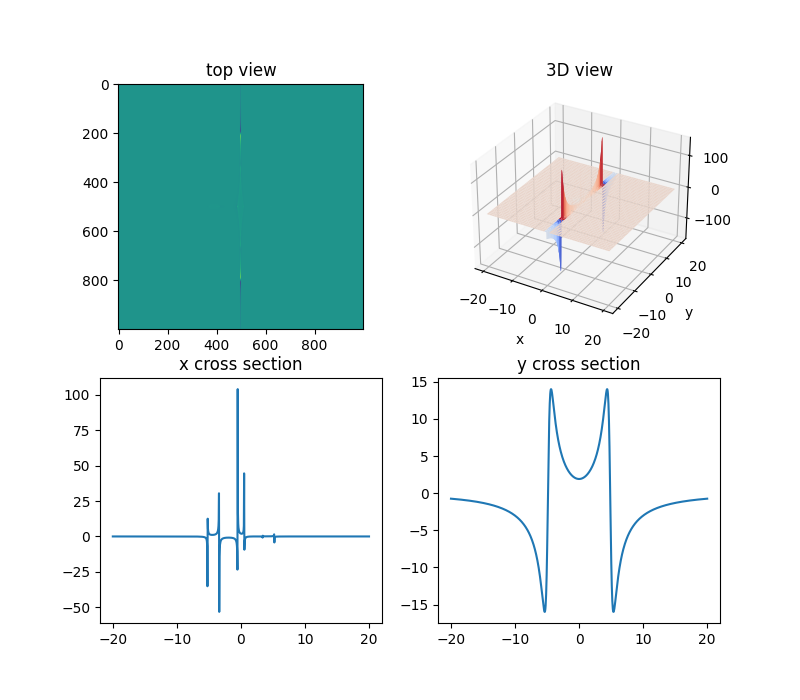 top view
0
200
400
600
800
0 200 400 600 800
3D view
100
0
−100
−20 −10 0 10 20
x
−20 −10 0 10 20
y
x cross section
100
75
50
25
0
−25
−50
−20 −10 0 10 20
y cross section
15
10
5
0
−5
−10
−15
−20 −10 0 10 20